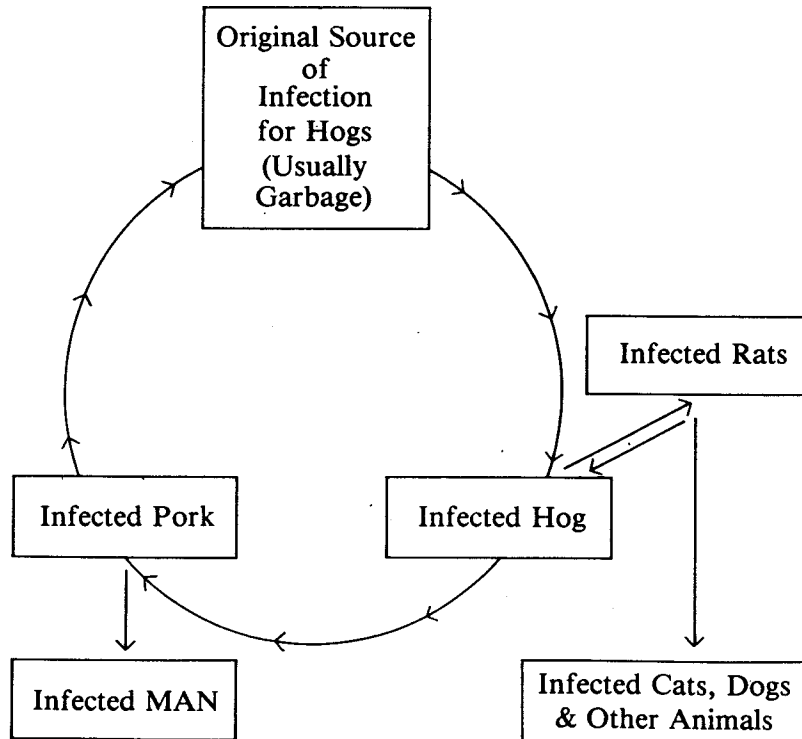 Original Source
of
Infection
for Hogs
(Usually
Garbage)
Infected Rats
Infected Pork
Infected Hog
Infected MAN
Infected Cats, Dogs
& Other Animals